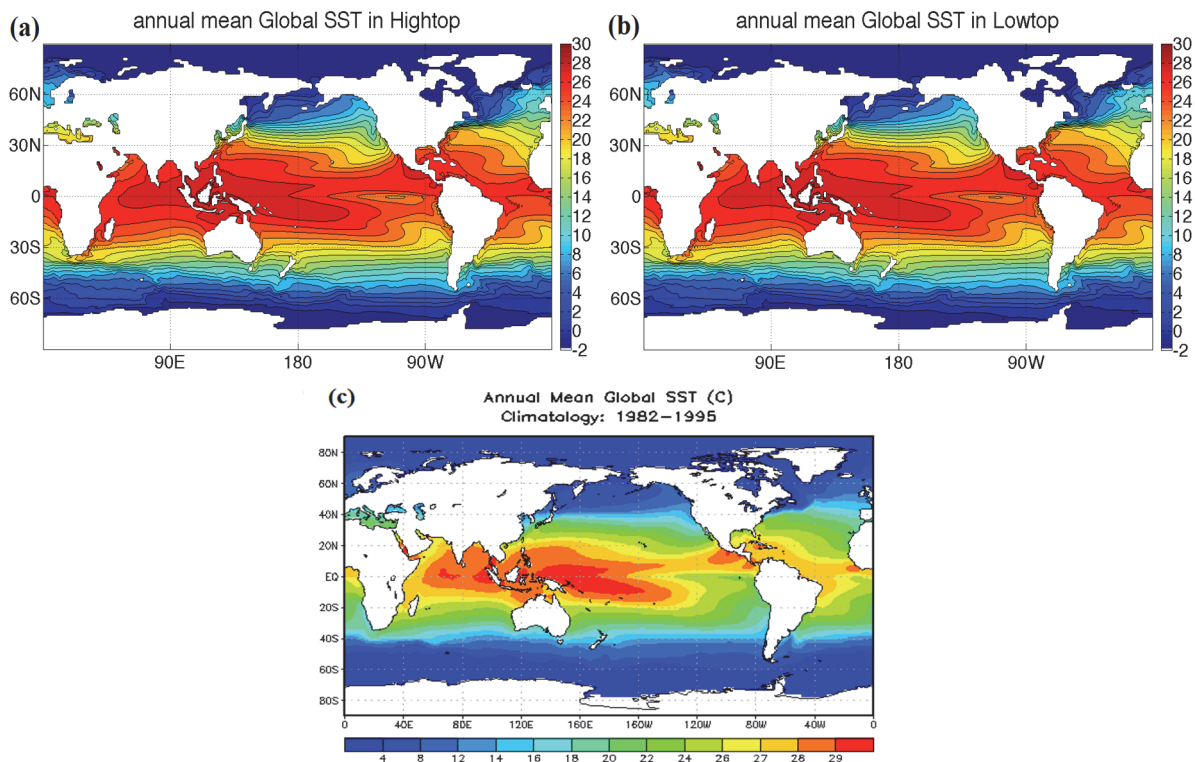 (a)
annual mean Global SST in Hightop
60N
30N
0
30S
60S
90E 180 90W
30
28
26
24
22
20
18
16
14
12
10
8
6
4
2
0
-2
(b)
annual mean Global SST in Lowtop
60N
30N
0
30S
60S
90E 180 90W
30
28
26
24
22
20
18
16
14
12
10
8
6
4
2
0
-2
(c)
Annual Mean Global SST (C)
Climatology: 1982-1995
80N
60N
40N
20N
EQ
20S
40S
60S
80S
0 40E 80E 120E 160E 160W 120W 80W 40W 0
4 8 12 14 16 18 20 22 24 26 27 28 29